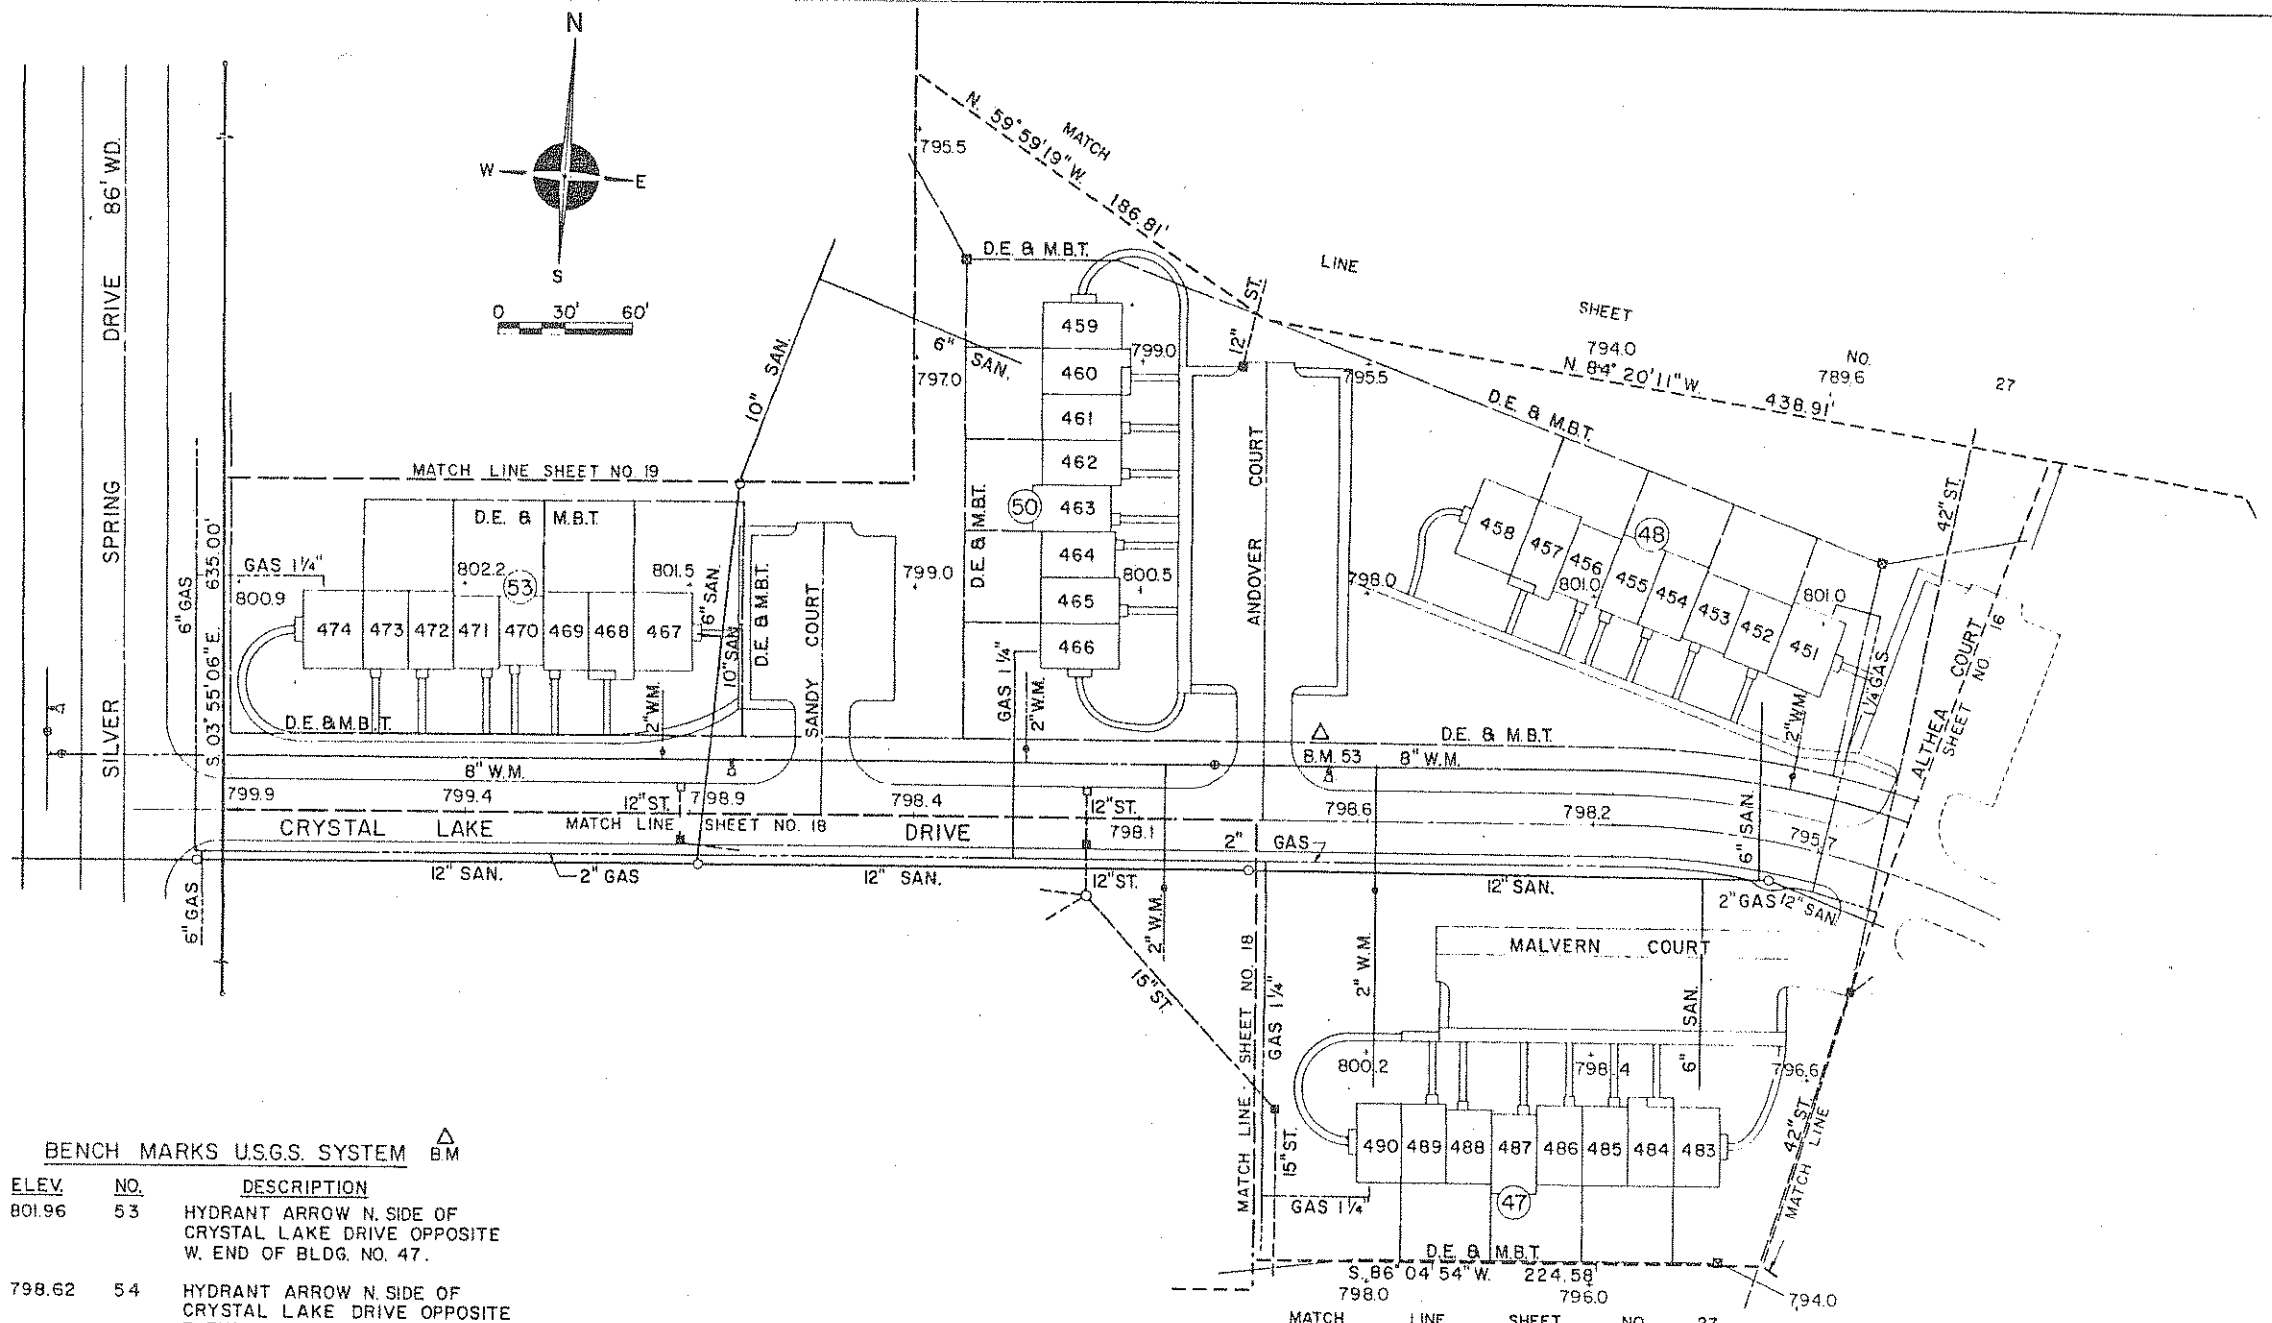 N
W
E
S
0 30' 60'
SILVER SPRING DRIVE 86' WD.
S. 03° 55' 06" E. 635.00'
6" GAS
6" GAS
MATCH LINE SHEET NO. 19
10" SAN.
6" SAN.
795.5
797.0
N. 59° 59' 19" W. 186.81'
MATCH LINE SHEET NO. 27
D.E. & M.B.T.
12" ST.
794.0
N. 84° 20' 11" W. 438.91'
789.6
795.5
D.E. & M.B.T.
459
460
799.0
461
462
463
50
464
800.5
465
466
D.E. & M.B.T.
GAS 1¼"
2" W.M.
799.0
ANDOVER COURT
D.E. & M.B.T.
GAS 1¼"
800.9
802.2
53
801.5
474 473 472 471 470 469 468 467
6" SAN.
10" SAN
D.E. & M.B.T.
SANDY COURT
D.E. & M.B.T.
2" W.M.
798.0
48
458 457 456 455 454 453 452 451
801.0
801.0
42" ST.
1¼ GAS
2" W.M.
ALTHEA COURT
SHEET NO. 16
8" W.M.
B.M. 53
8" W.M.
D.E. & M.B.T.
799.9
799.4
12" ST.
798.9
798.4
12" ST.
798.1
798.6
798.2
795.7
6" SAN.
CRYSTAL LAKE DRIVE
MATCH LINE SHEET NO. 18
2" GAS
12" SAN.
2" GAS
12" SAN.
12" ST.
12" SAN.
2" GAS
12" SAN.
2" W.M.
15" ST.
MATCH LINE SHEET NO. 18
GAS 1¼"
2" W.M.
MALVERN COURT
6" SAN.
800.2
798.4
796.6
42" ST.
MATCH LINE
490 489 488 487 486 485 484 483
15" ST.
GAS 1¼"
47
D.E. & M.B.T.
S. 86° 04' 54" W. 224.58'
798.0
796.0
794.0
MATCH LINE SHEET NO. 27
BENCH MARKS U.S.G.S. SYSTEM B.M
ELEV. NO. DESCRIPTION
801.96 53 HYDRANT ARROW N. SIDE OF
CRYSTAL LAKE DRIVE OPPOSITE
W. END OF BLDG. NO. 47.
798.62 54 HYDRANT ARROW N. SIDE OF
CRYSTAL LAKE DRIVE OPPOSITE